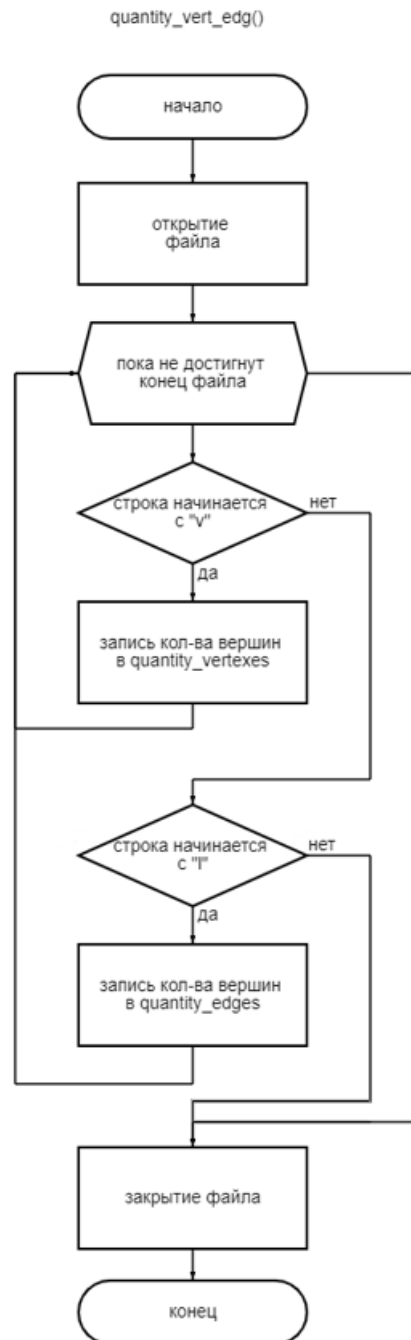 quantity_vert_edg()
начало
открытие
файла
пока не достигнут
конец файла
строка начинается
с "v"
нет
да
запись кол-ва вершин
в quantity_vertexes
строка начинается
с "l"
нет
да
запись кол-ва вершин
в quantity_edges
закрытие файла
конец